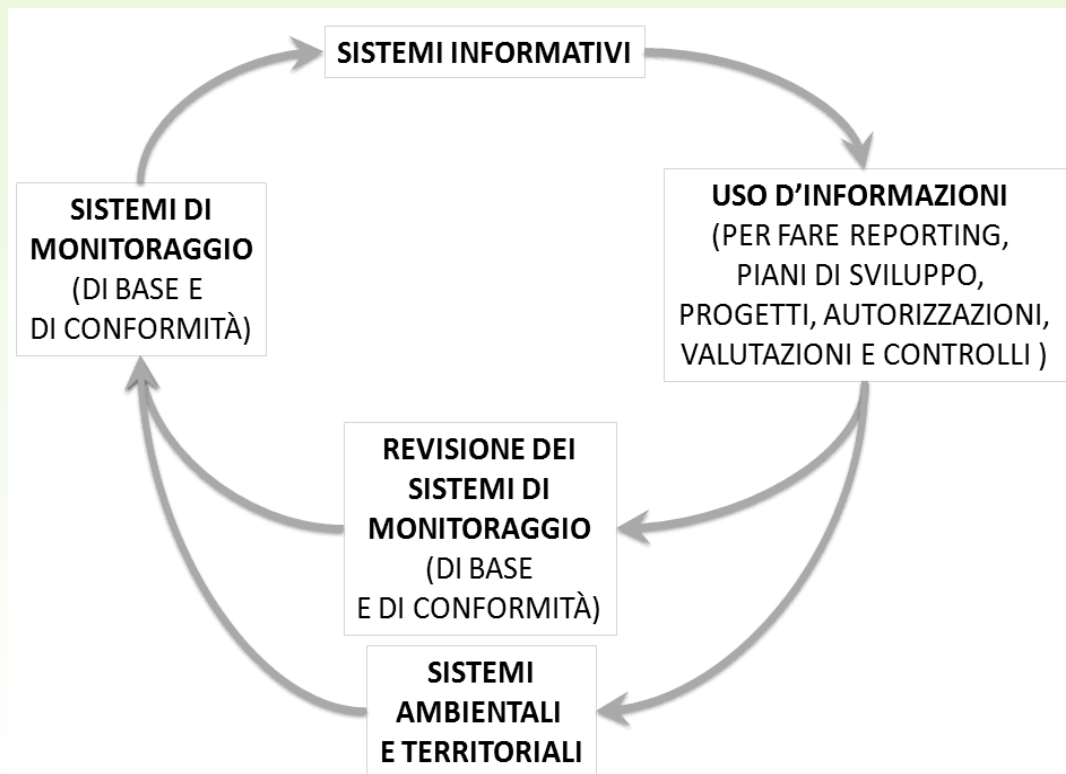 SISTEMI INFORMATIVI
SISTEMI DI
MONITORAGGIO
(DI BASE E
DI CONFORMITÀ)
USO D’INFORMAZIONI
(PER FARE REPORTING,
PIANI DI SVILUPPO,
PROGETTI, AUTORIZZAZIONI,
VALUTAZIONI E CONTROLLI )
REVISIONE DEI
SISTEMI DI
MONITORAGGIO
(DI BASE
E DI CONFORMITÀ)
SISTEMI
AMBIENTALI
E TERRITORIALI